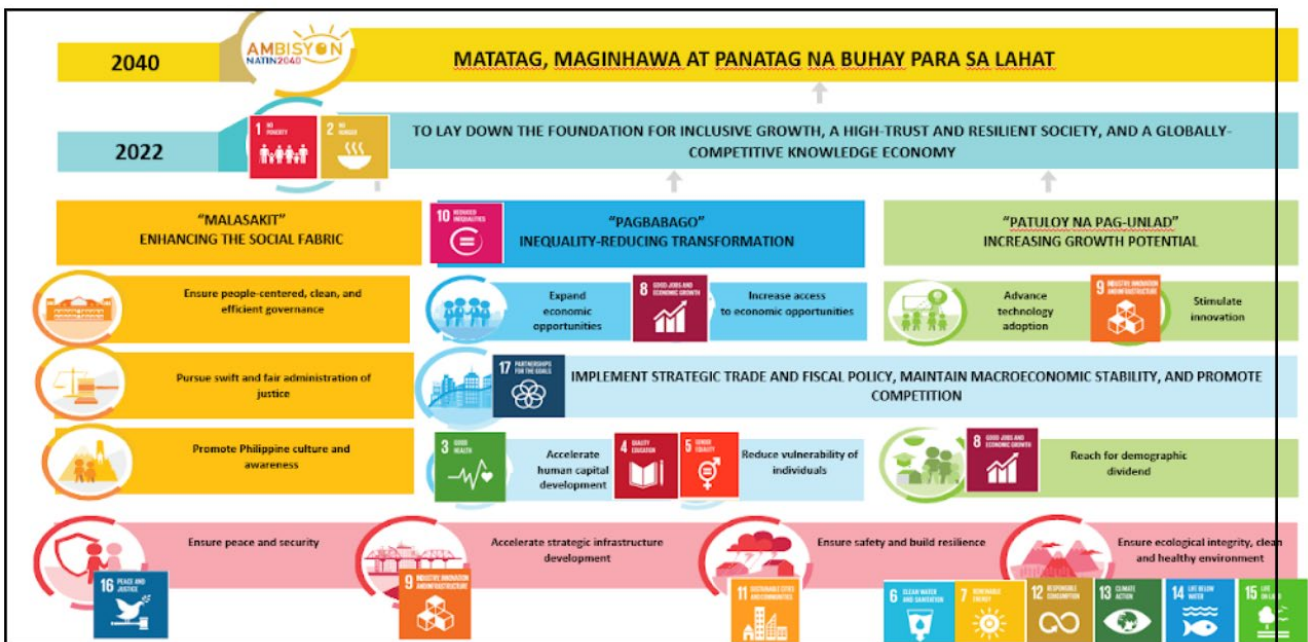 2040
AMBISYON
NATIN2040
MATATAG, MAGINHAWA AT PANATAG NA BUHAY PARA SA LAHAT
2022
1 NO
POVERTY
2 NO
HUNGER
TO LAY DOWN THE FOUNDATION FOR INCLUSIVE GROWTH, A HIGH-TRUST AND RESILIENT SOCIETY, AND A GLOBALLY-
COMPETITIVE KNOWLEDGE ECONOMY
“MALASAKIT”
ENHANCING THE SOCIAL FABRIC
10 REDUCED
INEQUALITIES
“PAGBABAGO”
INEQUALITY-REDUCING TRANSFORMATION
“PATULOY NA PAG-UNLAD”
INCREASING GROWTH POTENTIAL
Ensure people-centered, clean, and
efficient governance
Expand
economic
opportunities
8 GOOD JOBS AND
ECONOMIC GROWTH
Increase access
to economic opportunities
Advance
technology
adoption
9 INDUSTRY, INNOVATION
AND INFRASTRUCTURE
Stimulate
innovation
Pursue swift and fair administration of
justice
17 PARTNERSHIPS
FOR THE GOALS
IMPLEMENT STRATEGIC TRADE AND FISCAL POLICY, MAINTAIN MACROECONOMIC STABILITY, AND PROMOTE
COMPETITION
Promote Philippine culture and
awareness
3 GOOD
HEALTH
Accelerate
human capital
development
4 QUALITY
EDUCATION
5 GENDER
EQUALITY
Reduce vulnerability of
individuals
8 GOOD JOBS AND
ECONOMIC GROWTH
Reach for demographic
dividend
Ensure peace and security
16 PEACE AND
JUSTICE
Accelerate strategic infrastructure
development
9 INDUSTRY, INNOVATION
AND INFRASTRUCTURE
Ensure safety and build resilience
11 SUSTAINABLE CITIES
AND COMMUNITIES
Ensure ecological integrity, clean
and healthy environment
6 CLEAN WATER
AND SANITATION
7 RENEWABLE
ENERGY
12 RESPONSIBLE
CONSUMPTION
13 CLIMATE
ACTION
14 LIFE BELOW
WATER
15 LIFE
ON LAND